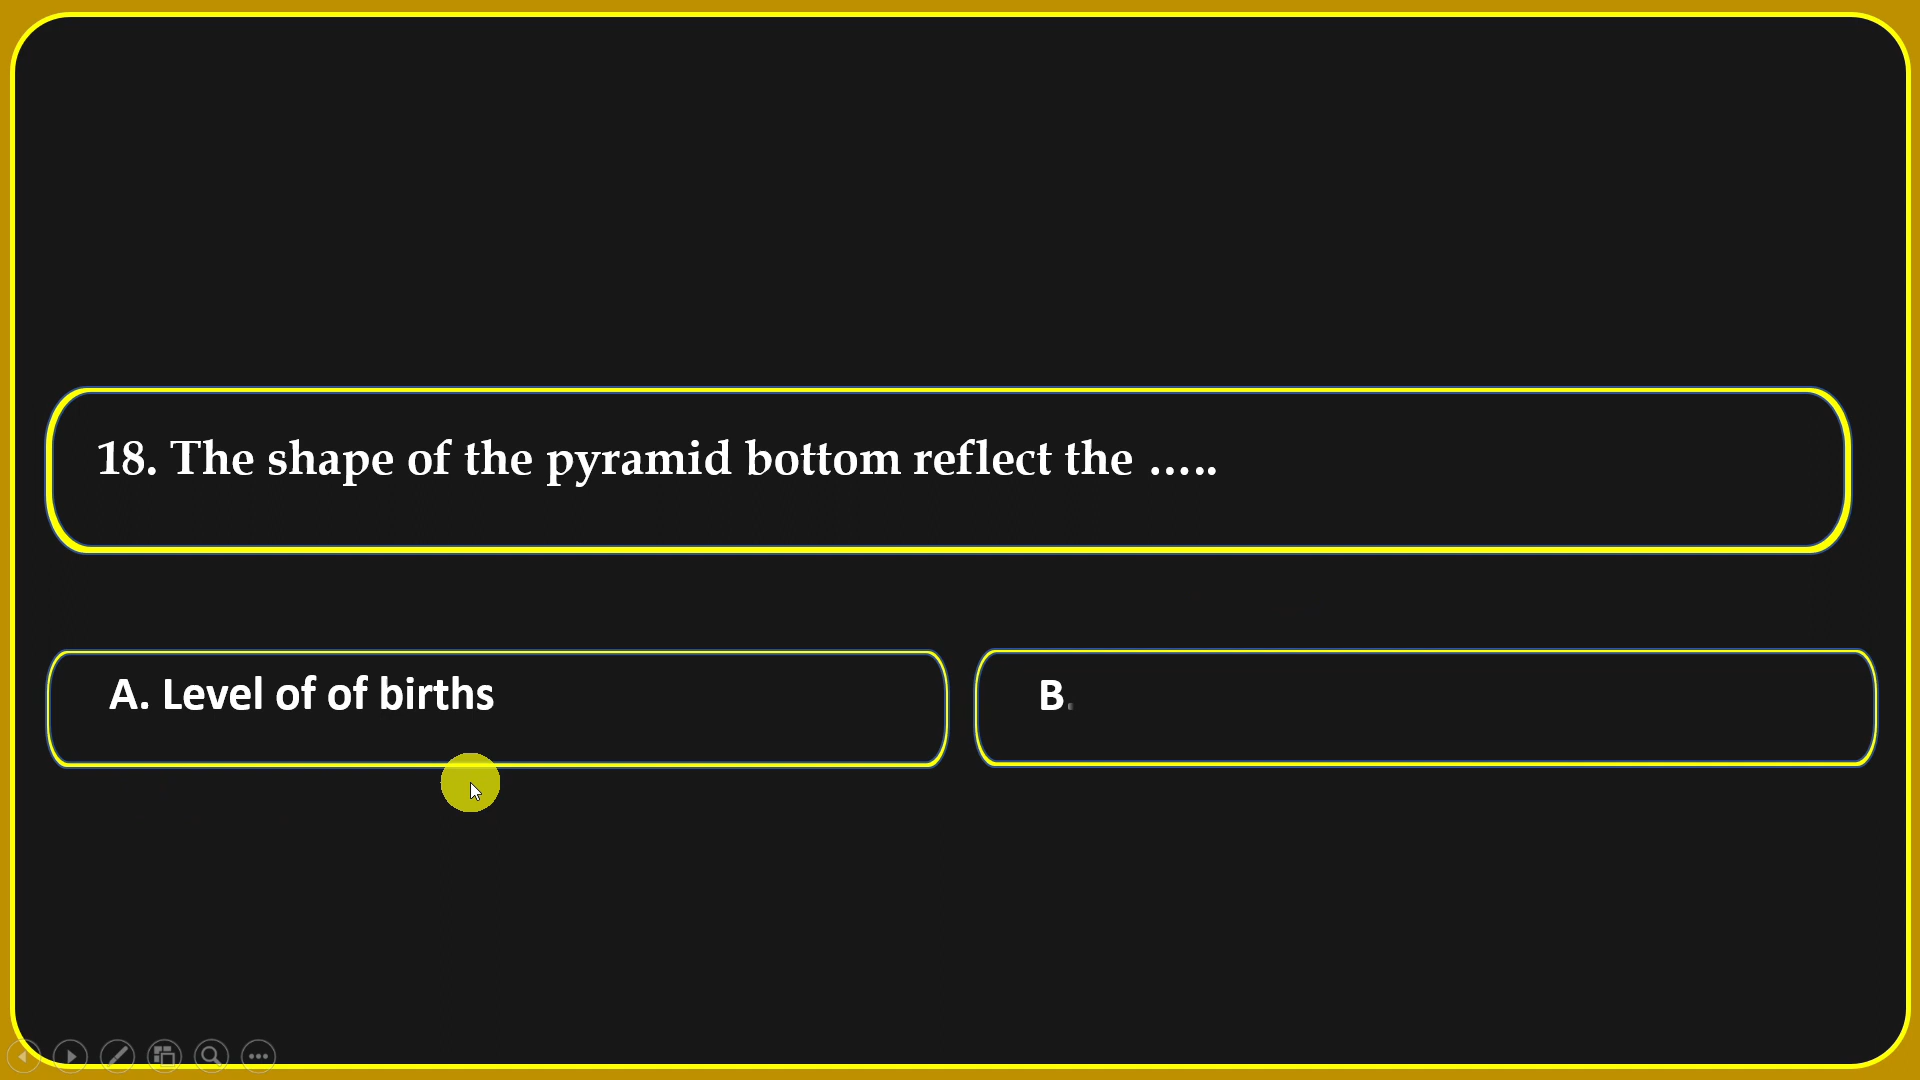 18. The shape of the pyramid bottom reflect the .....
A. Level of of births
B.